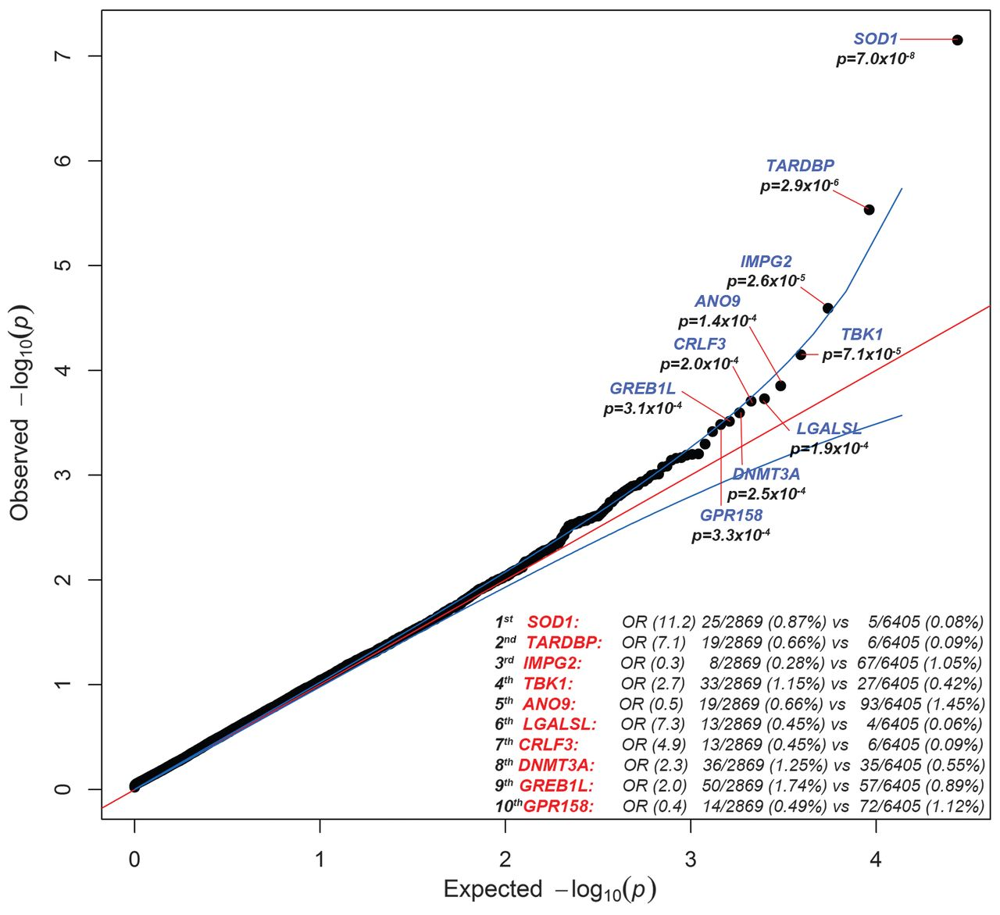 SOD1
p=7.0x10-8
TARDBP
p=2.9x10-6
IMPG2
p=2.6x10-5
ANO9
p=1.4x10-4
TBK1
p=7.1x10-5
CRLF3
p=2.0x10-4
GREB1L
p=3.1x10-4
LGALSL
p=1.9x10-4
DNMT3A
p=2.5x10-4
GPR158
p=3.3x10-4
1st SOD1: OR (11.2) 25/2869 (0.87%) vs 5/6405 (0.08%)
2nd TARDBP: OR (7.1) 19/2869 (0.66%) vs 6/6405 (0.09%)
3rd IMPG2: OR (0.3) 8/2869 (0.28%) vs 67/6405 (1.05%)
4th TBK1: OR (2.7) 33/2869 (1.15%) vs 27/6405 (0.42%)
5th ANO9: OR (0.5) 19/2869 (0.66%) vs 93/6405 (1.45%)
6th LGALSL: OR (7.3) 13/2869 (0.45%) vs 4/6405 (0.06%)
7th CRLF3: OR (4.9) 13/2869 (0.45%) vs 6/6405 (0.09%)
8th DNMT3A: OR (2.3) 36/2869 (1.25%) vs 35/6405 (0.55%)
9th GREB1L: OR (2.0) 50/2869 (1.74%) vs 57/6405 (0.89%)
10th GPR158: OR (0.4) 14/2869 (0.49%) vs 72/6405 (1.12%)
7
6
5
4
3
2
1
0
Observed −log10(p)
0 1 2 3 4
Expected −log10(p)